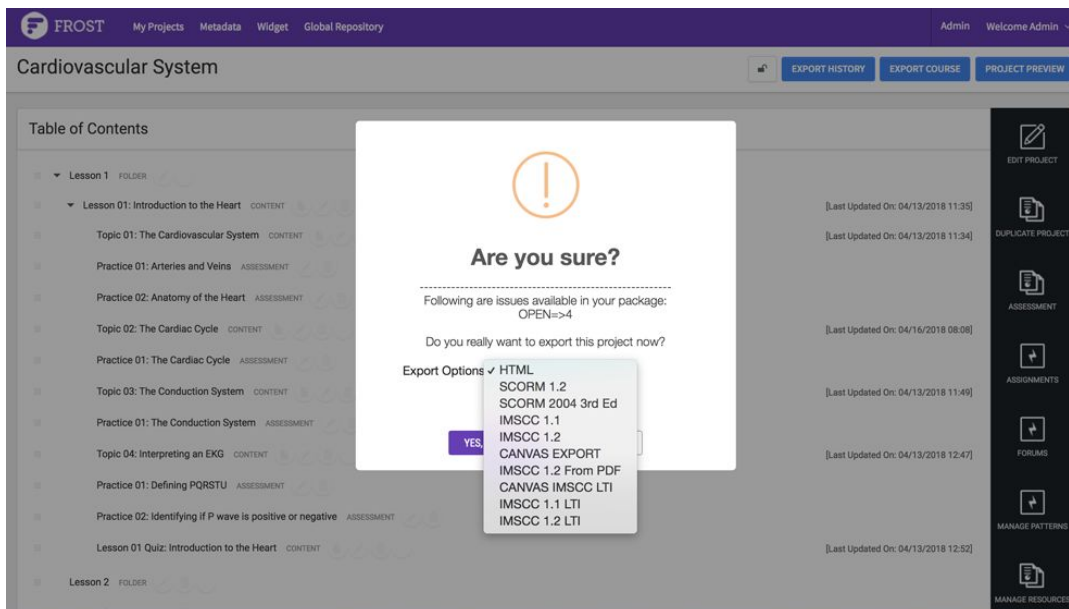 FROST My Projects Metadata Widget Global Repository Admin Welcome Admin
Cardiovascular System EXPORT HISTORY EXPORT COURSE PROJECT PREVIEW
Table of Contents
EDIT PROJECT
DUPLICATE PROJECT
ASSESSMENT
ASSIGNMENTS
FORUMS
MANAGE PATTERNS
MANAGE RESOURCES
Lesson 1 FOLDER
Lesson 01: Introduction to the Heart CONTENT [Last Updated On: 04/13/2018 11:35]
Topic 01: The Cardiovascular System CONTENT [Last Updated On: 04/13/2018 11:34]
Practice 01: Arteries and Veins ASSESSMENT
Practice 02: Anatomy of the Heart ASSESSMENT
Topic 02: The Cardiac Cycle CONTENT [Last Updated On: 04/16/2018 08:08]
Practice 01: The Cardiac Cycle ASSESSMENT
Topic 03: The Conduction System CONTENT [Last Updated On: 04/13/2018 11:49]
Practice 01: The Conduction System ASSESSMENT
Topic 04: Interpreting an EKG CONTENT [Last Updated On: 04/13/2018 12:47]
Practice 01: Defining PQRSTU ASSESSMENT
Practice 02: Identifying if P wave is positive or negative ASSESSMENT
Lesson 01 Quiz: Introduction to the Heart CONTENT [Last Updated On: 04/13/2018 12:52]
Lesson 2 FOLDER
Are you sure?
Following are issues available in your package:
OPEN=>4
Do you really want to export this project now?
Export Options ✓ HTML
SCORM 1.2
SCORM 2004 3rd Ed
IMSCC 1.1
IMSCC 1.2
YES,
CANVAS EXPORT
IMSCC 1.2 From PDF
CANVAS IMSCC LTI
IMSCC 1.1 LTI
IMSCC 1.2 LTI